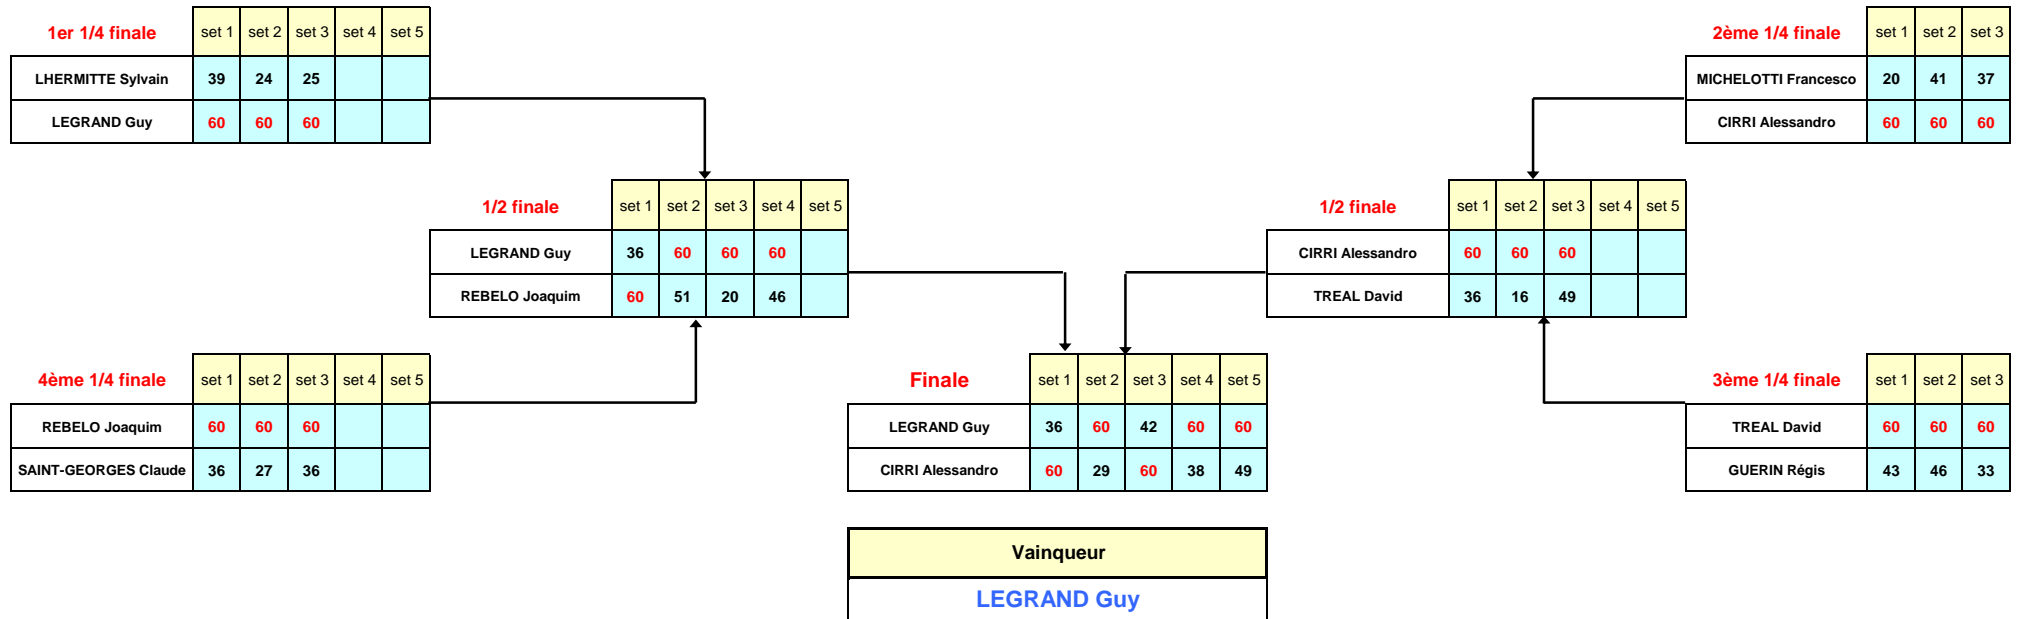 1er 1/4 finale set 1 set 2 set 3 set 4 set 5
LHERMITTE Sylvain 39 24 25
LEGRAND Guy 60 60 60
2ème 1/4 finale set 1 set 2 set 3
MICHELOTTI Francesco 20 41 37
CIRRI Alessandro 60 60 60
1/2 finale set 1 set 2 set 3 set 4 set 5
LEGRAND Guy 36 60 60 60
REBELO Joaquim 60 51 20 46
1/2 finale set 1 set 2 set 3 set 4 set 5
CIRRI Alessandro 60 60 60
TREAL David 36 16 49
4ème 1/4 finale set 1 set 2 set 3 set 4 set 5
REBELO Joaquim 60 60 60
SAINT-GEORGES Claude 36 27 36
Finale set 1 set 2 set 3 set 4 set 5
LEGRAND Guy 36 60 42 60 60
CIRRI Alessandro 60 29 60 38 49
3ème 1/4 finale set 1 set 2 set 3
TREAL David 60 60 60
GUERIN Régis 43 46 33
Vainqueur
LEGRAND Guy